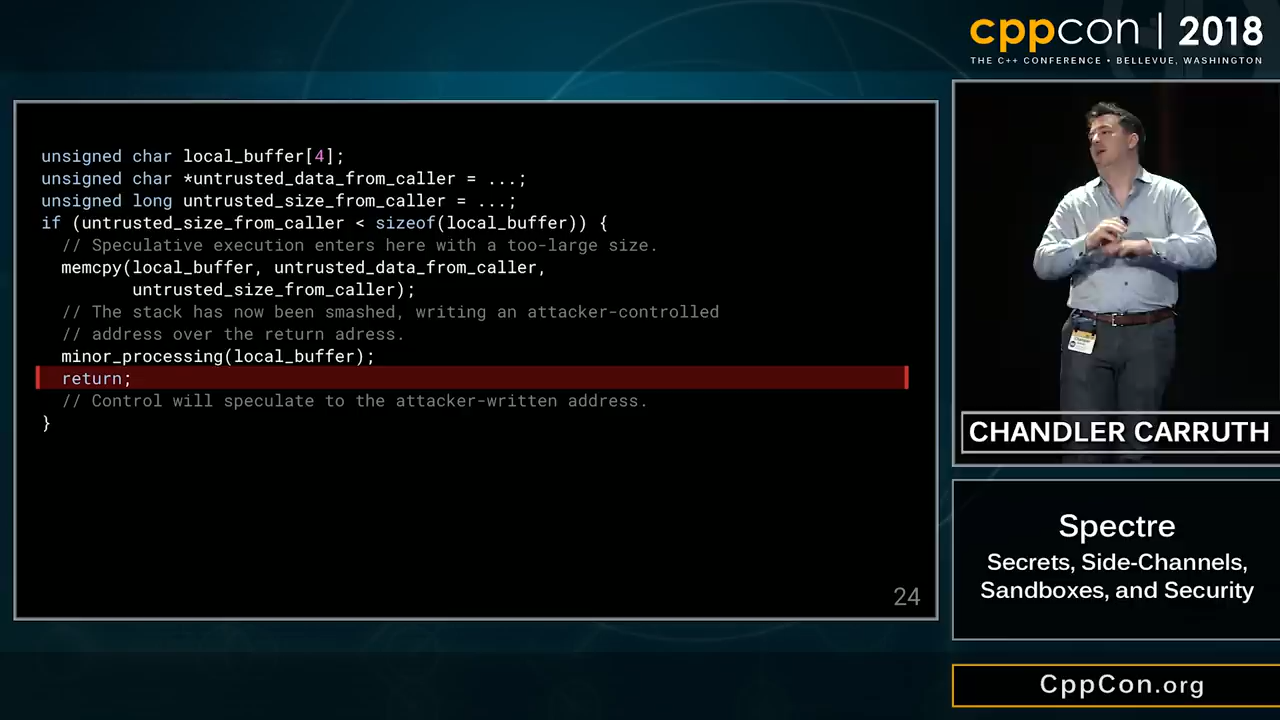 cppcon | 2018
THE C++ CONFERENCE • BELLEVUE, WASHINGTON
unsigned char local_buffer[4];
unsigned char *untrusted_data_from_caller = ...;
unsigned long untrusted_size_from_caller = ...;
if (untrusted_size_from_caller < sizeof(local_buffer)) {
  // Speculative execution enters here with a too-large size.
  memcpy(local_buffer, untrusted_data_from_caller,
         untrusted_size_from_caller);
  // The stack has now been smashed, writing an attacker-controlled
  // address over the return adress.
  minor_processing(local_buffer);
  return;
  // Control will speculate to the attacker-written address.
}
24
CHANDLER CARRUTH
Spectre
Secrets, Side-Channels,
Sandboxes, and Security
CppCon.org